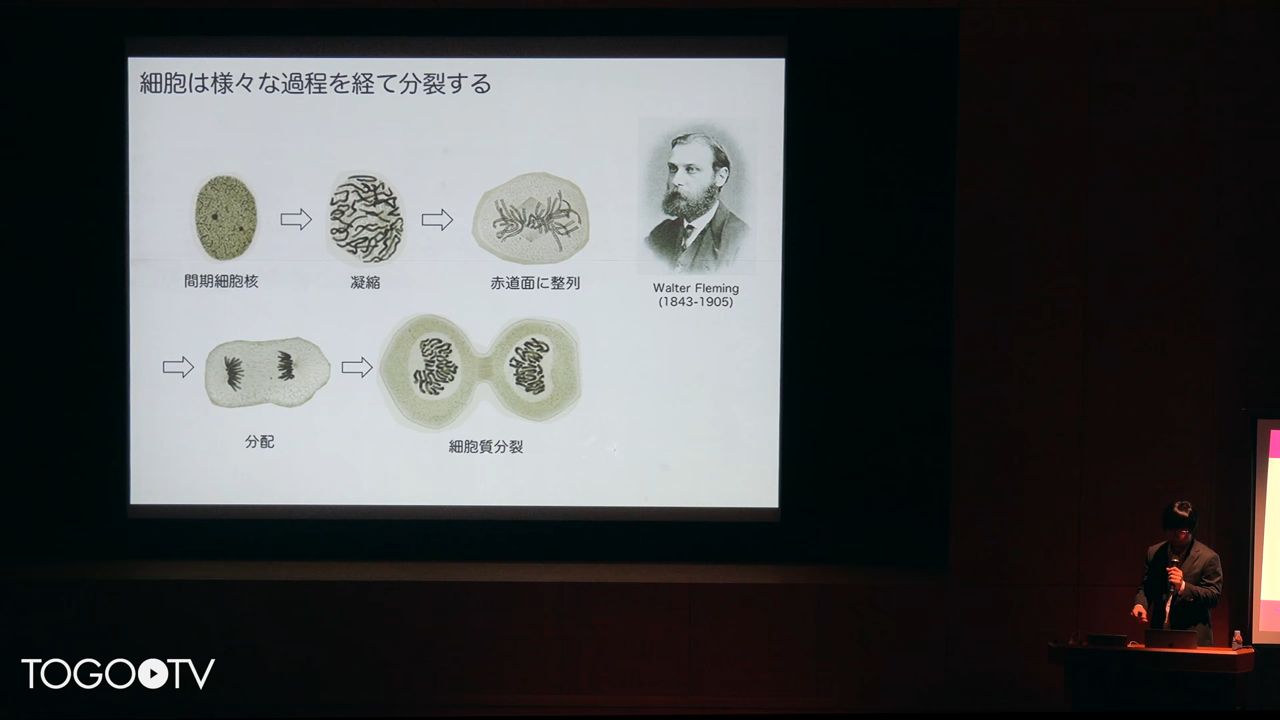 細胞は様々な過程を経て分裂する
間期細胞核
凝縮
赤道面に整列
Walter Fleming
(1843-1905)
分配
細胞質分裂
TOGO TV